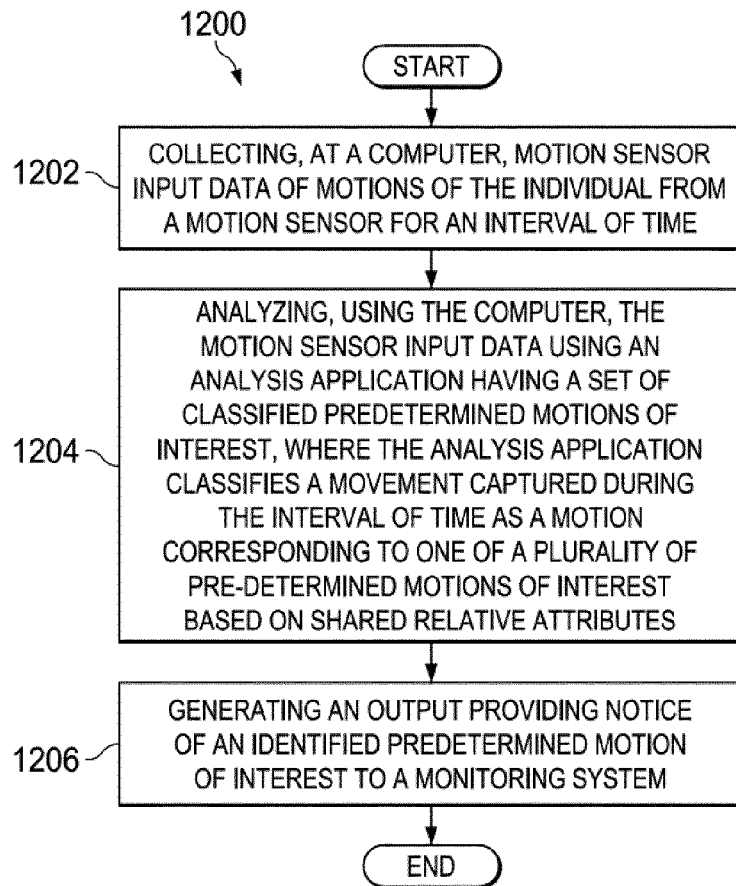 1200
START
1202
COLLECTING, AT A COMPUTER, MOTION SENSOR
INPUT DATA OF MOTIONS OF THE INDIVIDUAL FROM
A MOTION SENSOR FOR AN INTERVAL OF TIME
1204
ANALYZING, USING THE COMPUTER, THE
MOTION SENSOR INPUT DATA USING AN
ANALYSIS APPLICATION HAVING A SET OF
CLASSIFIED PREDETERMINED MOTIONS OF
INTEREST, WHERE THE ANALYSIS APPLICATION
CLASSIFIES A MOVEMENT CAPTURED DURING
THE INTERVAL OF TIME AS A MOTION
CORRESPONDING TO ONE OF A PLURALITY OF
PRE-DETERMINED MOTIONS OF INTEREST
BASED ON SHARED RELATIVE ATTRIBUTES
1206
GENERATING AN OUTPUT PROVIDING NOTICE
OF AN IDENTIFIED PREDETERMINED MOTION
OF INTEREST TO A MONITORING SYSTEM
END